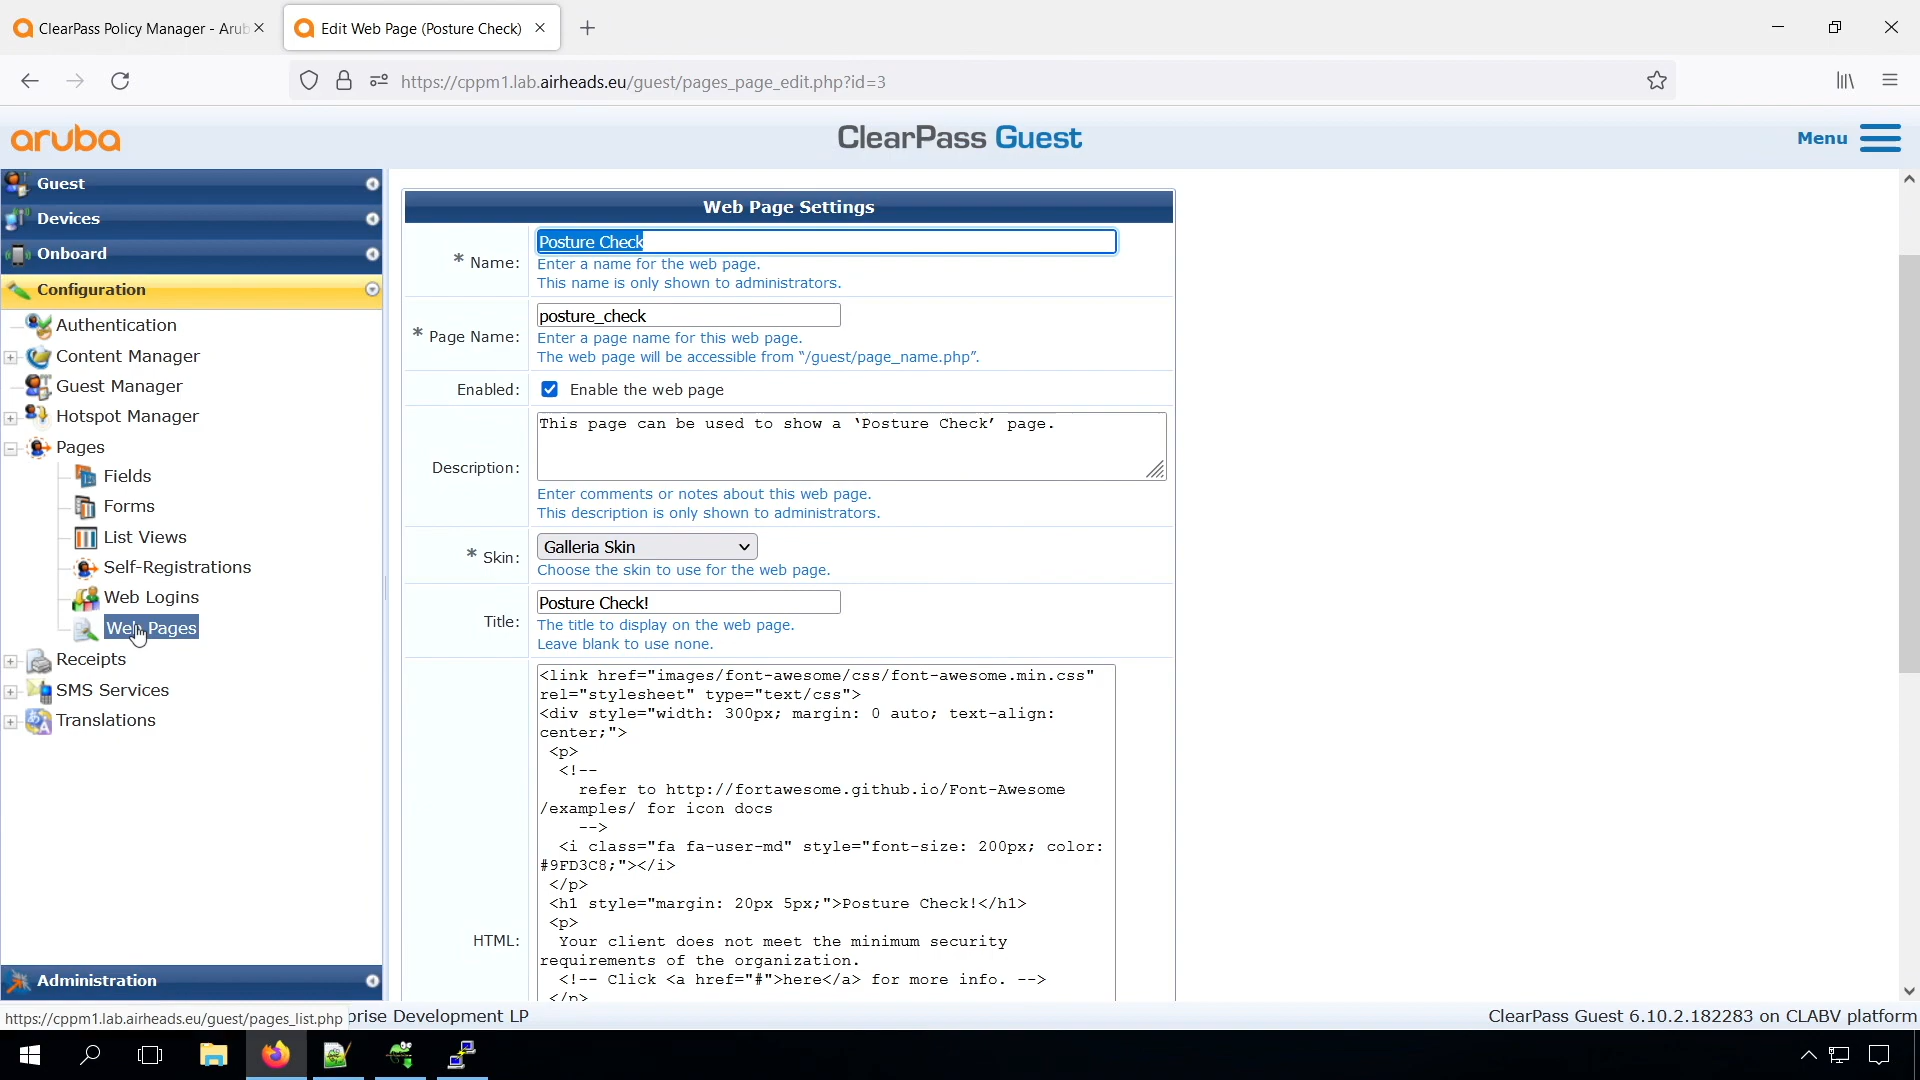 ClearPass Policy Manager - Arub
Edit Web Page (Posture Check)
https://cppm1.lab.airheads.eu/guest/pages_page_edit.php?id=3
aruba
ClearPass Guest
Menu
Guest
Devices
Onboard
Configuration
Authentication
Content Manager
Guest Manager
Hotspot Manager
Pages
Fields
Forms
List Views
Self-Registrations
Web Logins
Web Pages
Receipts
SMS Services
Translations
Administration
Web Page Settings
* Name:
Posture Check
Enter a name for the web page.
This name is only shown to administrators.
* Page Name:
posture_check
Enter a page name for this web page.
The web page will be accessible from “/guest/page_name.php”.
Enabled:
Enable the web page
Description:
This page can be used to show a ‘Posture Check’ page.
Enter comments or notes about this web page.
This description is only shown to administrators.
* Skin:
Galleria Skin
Choose the skin to use for the web page.
Title:
Posture Check!
The title to display on the web page.
Leave blank to use none.
HTML:
<link href="images/font-awesome/css/font-awesome.min.css"
rel="stylesheet" type="text/css">
<div style="width: 300px; margin: 0 auto; text-align:
center;">
<p>
<!--
refer to http://fortawesome.github.io/Font-Awesome
/examples/ for icon docs
-->
<i class="fa fa-user-md" style="font-size: 200px; color:
#9FD3C8;"></i>
</p>
<h1 style="margin: 20px 5px;">Posture Check!</h1>
<p>
Your client does not meet the minimum security
requirements of the organization.
<!-- Click <a href="#">here</a> for more info. -->
</p>
https://cppm1.lab.airheads.eu/guest/pages_list.php
prise Development LP
ClearPass Guest 6.10.2.182283 on CLABV platform